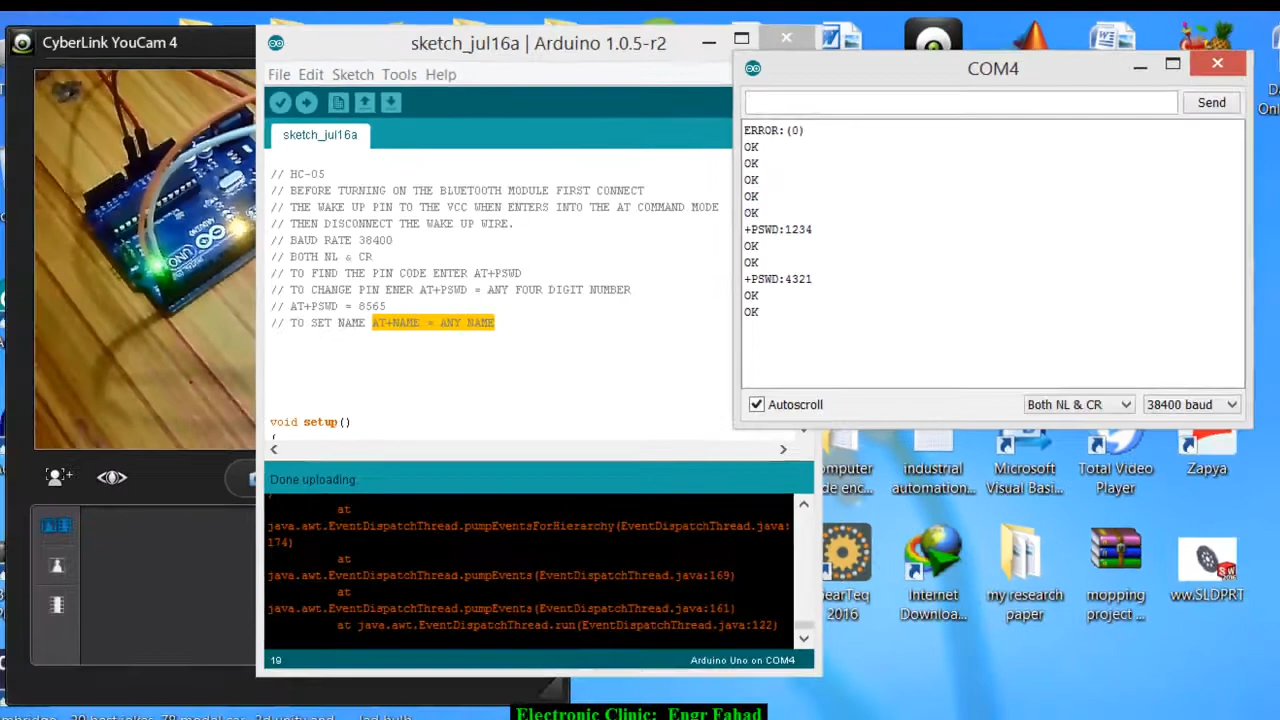 CyberLink YouCam 4
sketch_jul16a | Arduino 1.0.5-r2
File Edit Sketch Tools Help
sketch_jul16a
// HC-05
// BEFORE TURNING ON THE BLUETOOTH MODULE FIRST CONNECT
// THE WAKE UP PIN TO THE VCC WHEN ENTERS INTO THE AT COMMAND MODE
// THEN DISCONNECT THE WAKE UP WIRE.
// BAUD RATE 38400
// BOTH NL & CR
// TO FIND THE PIN CODE ENTER AT+PSWD
// TO CHANGE PIN ENER AT+PSWD = ANY FOUR DIGIT NUMBER
// AT+PSWD = 8565
// TO SET NAME AT+NAME = ANY NAME
void setup()
{
Done uploading.
at
java.awt.EventDispatchThread.pumpEventsForHierarchy(EventDispatchThread.java:
174)
at
java.awt.EventDispatchThread.pumpEvents(EventDispatchThread.java:169)
at
java.awt.EventDispatchThread.pumpEvents(EventDispatchThread.java:161)
at java.awt.EventDispatchThread.run(EventDispatchThread.java:122)
19
Arduino Uno on COM4
COM4
Send
ERROR:(0)
OK
OK
OK
OK
OK
+PSWD:1234
OK
OK
+PSWD:4321
OK
OK
Autoscroll
Both NL & CR
38400 baud
UNO
omputer
de enc...
industrial
automation...
Microsoft
Visual Basi...
Total Video
Player
Zapya
earTeq
2016
Internet
Downloa...
my research
paper
mopping
project ...
ww.SLDPRT
Electronic Clinic: Engr Fahad